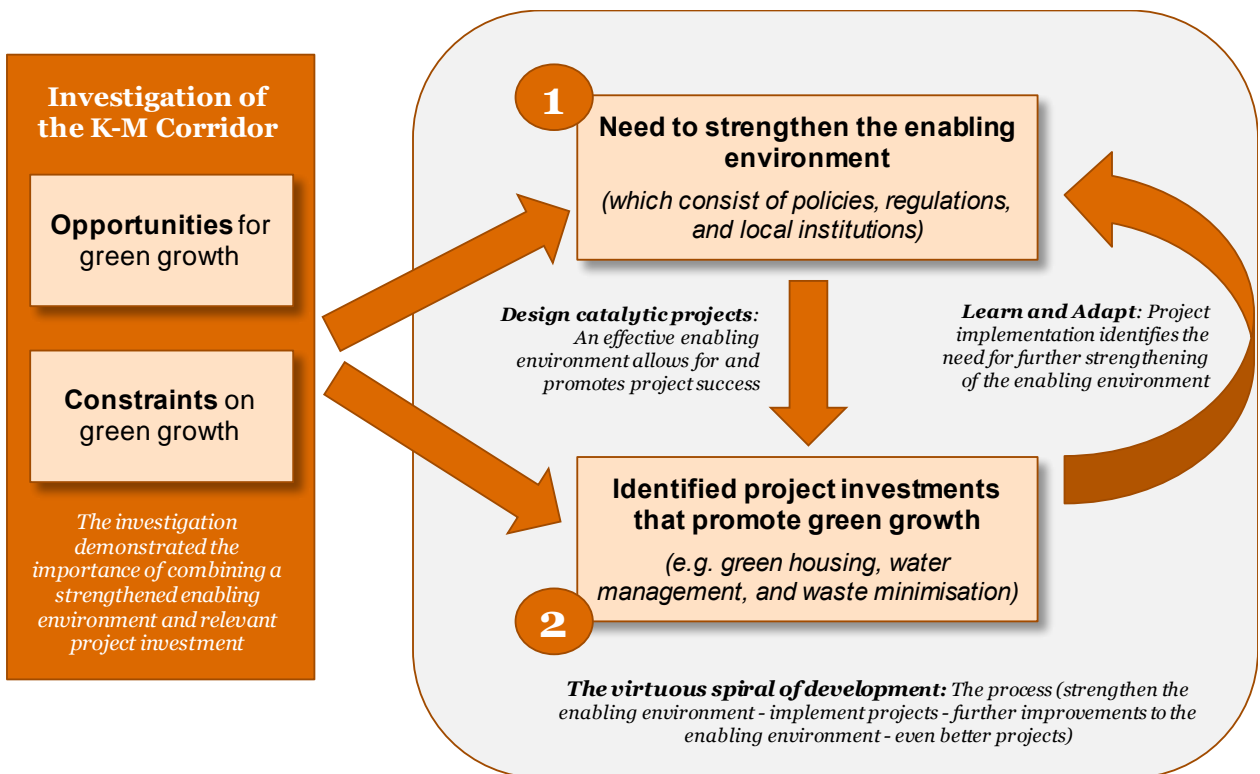 Investigation of
the K-M Corridor
Opportunities for
green growth
Constraints on
green growth
The investigation
demonstrated the
importance of combining a
strengthened enabling
environment and relevant
project investment
1
Need to strengthen the enabling
environment
(which consist of policies, regulations,
and local institutions)
Design catalytic projects:
An effective enabling
environment allows for and
promotes project success
Learn and Adapt: Project
implementation identifies the
need for further strengthening
of the enabling environment
Identified project investments
that promote green growth
(e.g. green housing, water
management, and waste minimisation)
2
The virtuous spiral of development: The process (strengthen the
enabling environment - implement projects - further improvements to the
enabling environment - even better projects)